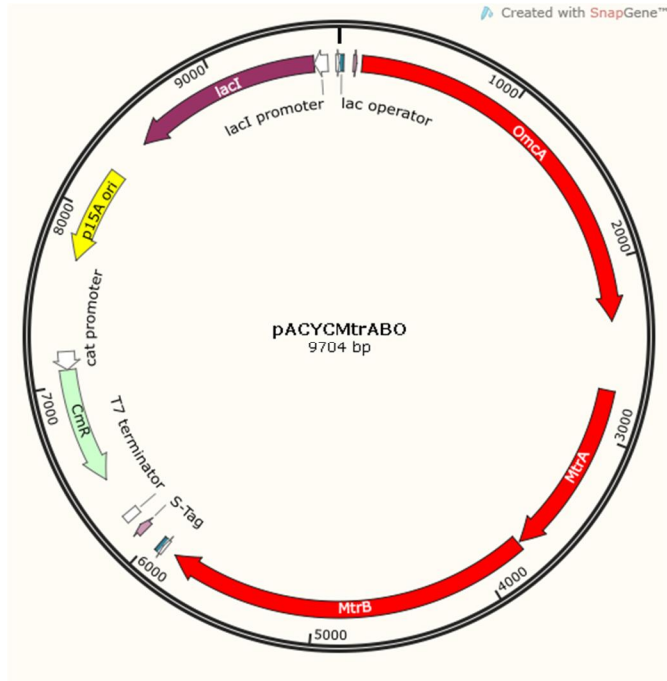 Created with SnapGene™
9000
lacI
lacI promoter
lac operator
1000
OmcA
2000
8000
p15A ori
cat promoter
pACYCMtrABO
9704 bp
7000
CmR
T7 terminator
S-Tag
3000
MtrA
6000
4000
MtrB
5000